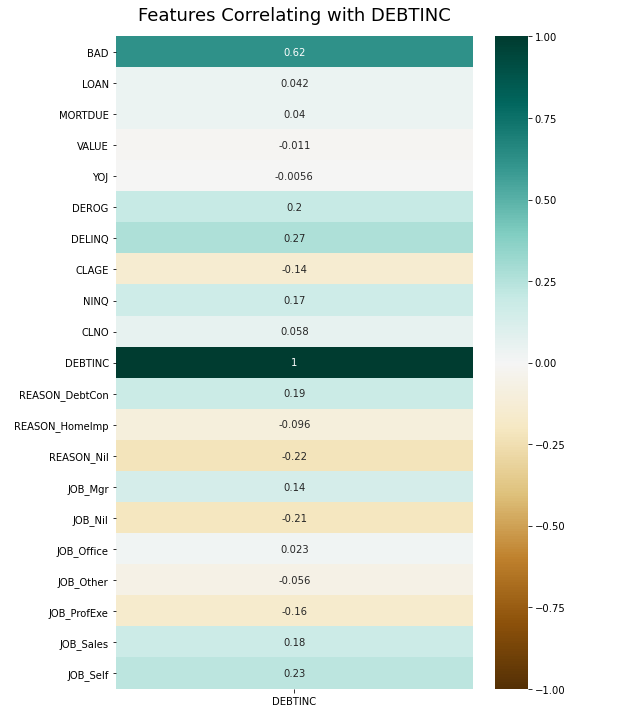 Features Correlating with DEBTINC
BAD 0.62
LOAN 0.042
MORTDUE 0.04
VALUE -0.011
YOJ -0.0056
DEROG 0.2
DELINQ 0.27
CLAGE -0.14
NINQ 0.17
CLNO 0.058
DEBTINC 1
REASON_DebtCon 0.19
REASON_HomeImp -0.096
REASON_Nil -0.22
JOB_Mgr 0.14
JOB_Nil -0.21
JOB_Office 0.023
JOB_Other -0.056
JOB_ProfExe -0.16
JOB_Sales 0.18
JOB_Self 0.23
DEBTINC
1.00
0.75
0.50
0.25
0.00
−0.25
−0.50
−0.75
−1.00